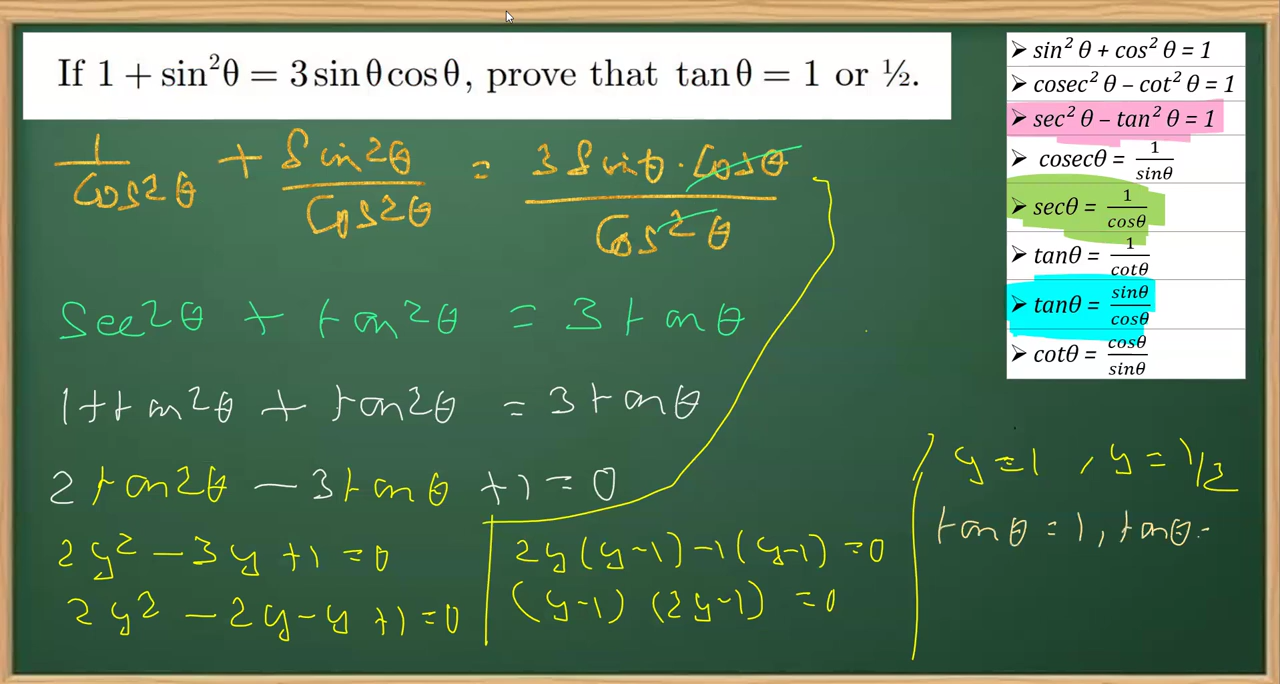 If 1 + sin²θ = 3 sin θ cos θ, prove that tan θ = 1 or ½.
1/Cos2θ + Sin2θ/Cos2θ = 3 Sinθ · Cosθ/Cos²θ
Sec2θ + tan2θ = 3 tanθ
1 + tan2θ + tan2θ = 3 tanθ
2 tan2θ − 3 tanθ + 1 = 0
2y² − 3y + 1 = 0
2y² − 2y − y + 1 = 0
2y(y−1) −1(y−1) = 0
(y−1) (2y−1) = 0
y = 1 , y = 1/2
tanθ = 1, tanθ =
➢ sin² θ + cos² θ = 1
➢ cosec² θ – cot² θ = 1
➢ sec² θ – tan² θ = 1
➢ cosecθ = 1/sinθ
➢ secθ = 1/cosθ
➢ tanθ = 1/cotθ
➢ tanθ = sinθ/cosθ
➢ cotθ = cosθ/sinθ